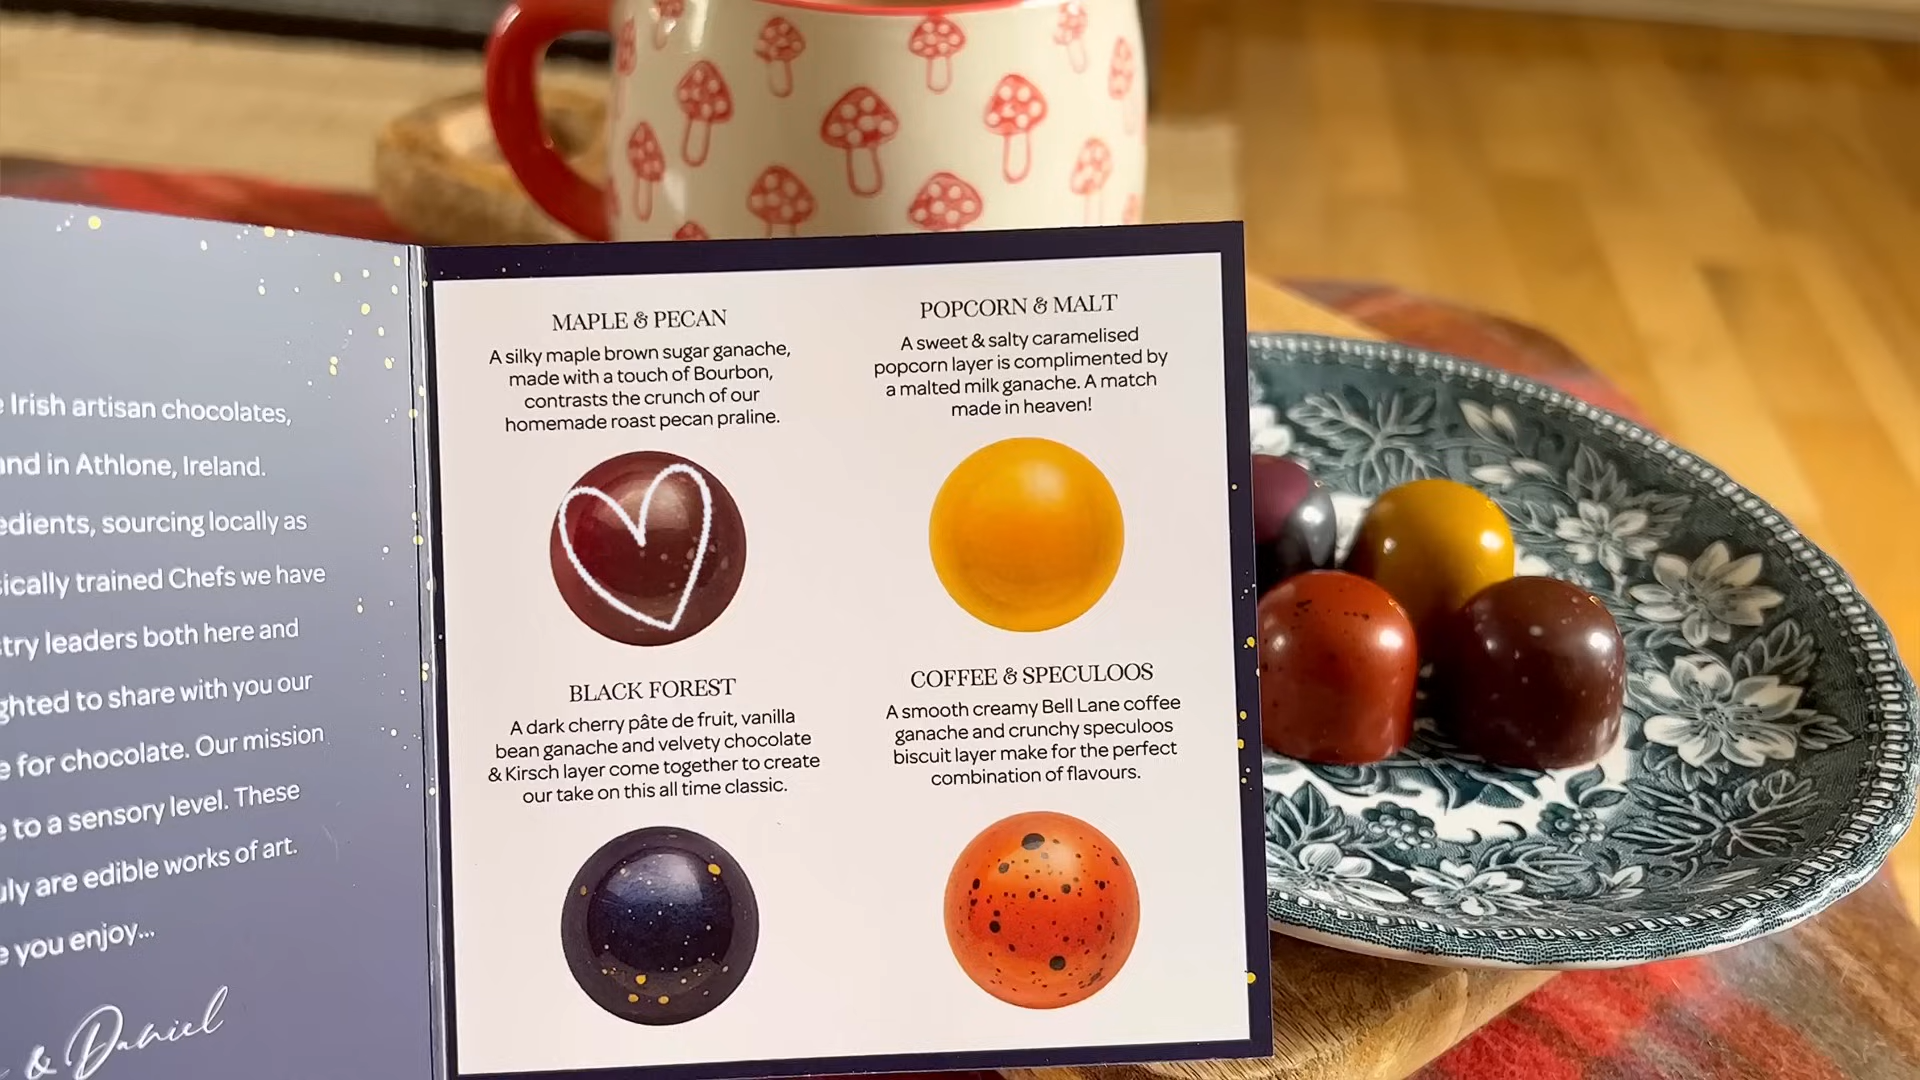 Irish artisan chocolates,
in Athlone, Ireland.
sourcing locally as
trained Chefs we have
leaders both here and
to share with you our
for chocolate. Our mission
to a sensory level. These
are edible works of art.
you enjoy...
& Daniel
MAPLE & PECAN
A silky maple brown sugar ganache,
made with a touch of Bourbon,
contrasts the crunch of our
homemade roast pecan praline.
POPCORN & MALT
A sweet & salty caramelised
popcorn layer is complimented by
a malted milk ganache. A match
made in heaven!
BLACK FOREST
A dark cherry pâte de fruit, vanilla
bean ganache and velvety chocolate
& Kirsch layer come together to create
our take on this all time classic.
COFFEE & SPECULOOS
A smooth creamy Bell Lane coffee
ganache and crunchy speculoos
biscuit layer make for the perfect
combination of flavours.